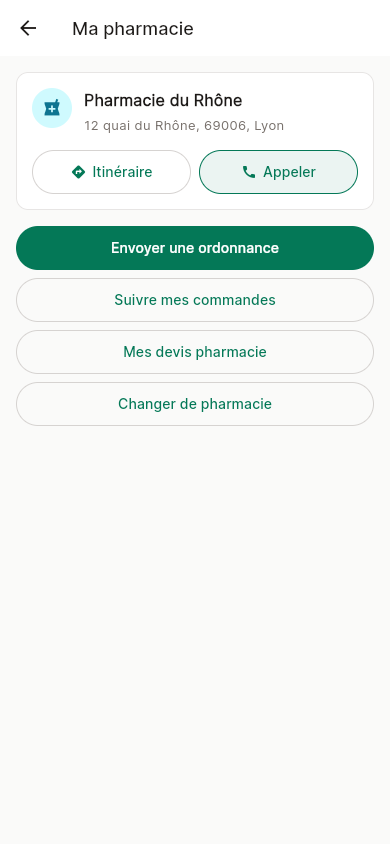 Ma pharmacie
Pharmacie du Rhône
12 quai du Rhône, 69006, Lyon
Itinéraire
Appeler
Envoyer une ordonnance
Suivre mes commandes
Mes devis pharmacie
Changer de pharmacie